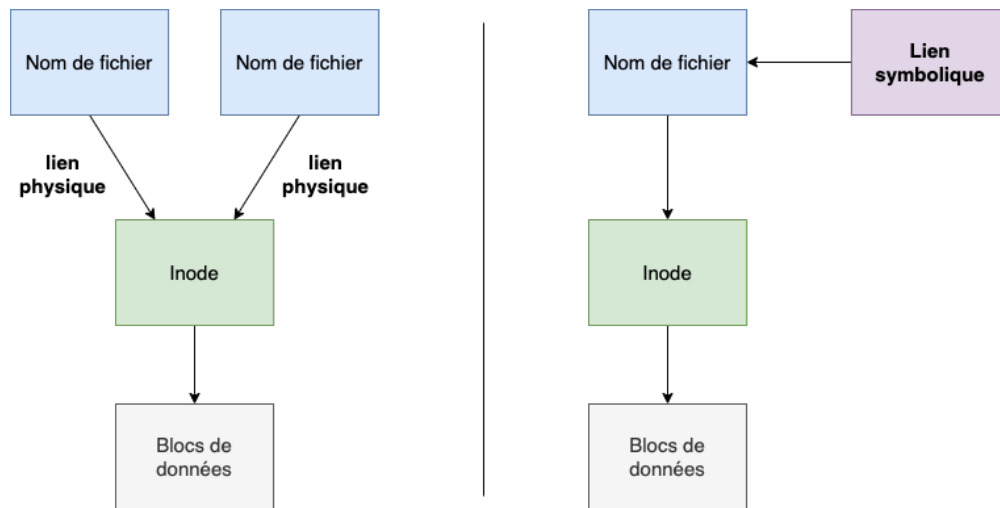 Nom de fichier
Nom de fichier
lien
physique
lien
physique
Inode
Blocs de
données
Nom de fichier
Lien
symbolique
Inode
Blocs de
données